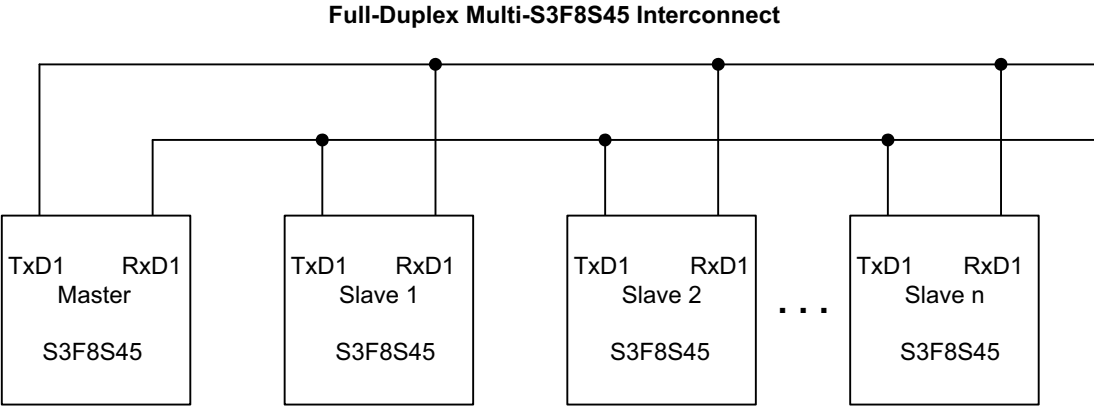 Full-Duplex Multi-S3F8S45 Interconnect
TxD1 RxD1 TxD1 RxD1 TxD1 RxD1 TxD1 RxD1
Master Slave 1 Slave 2 . . . Slave n
S3F8S45 S3F8S45 S3F8S45 S3F8S45